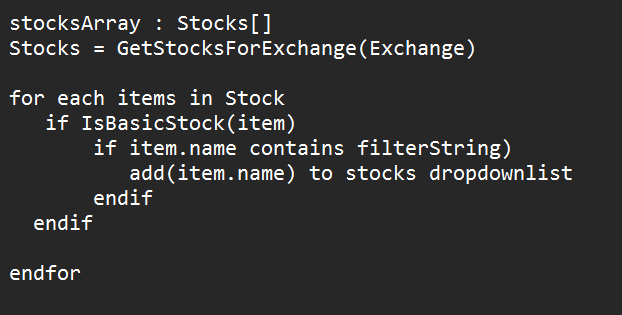 stocksArray : Stocks[]
Stocks = GetStocksForExchange(Exchange)
for each items in Stock
if IsBasicStock(item)
if item.name contains filterString)
add(item.name) to stocks dropdownlist
endif
endif
endfor